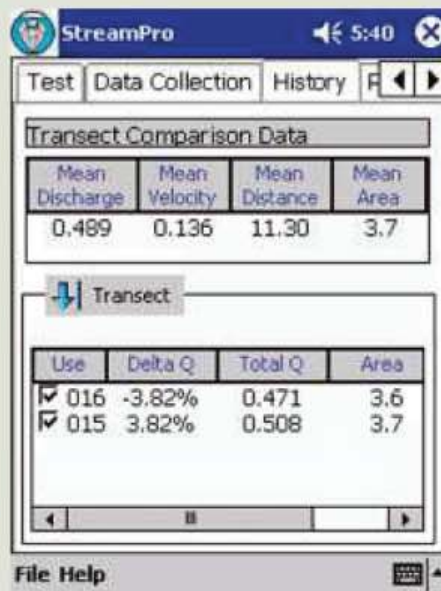 StreamPro 5:40
Test Data Collection History
Transect Comparison Data
Mean Discharge Mean Velocity Mean Distance Mean Area
0.489 0.136 11.30 3.7
Transect
Use Delta Q Total Q Area
016 -3.82% 0.471 3.6
015 3.82% 0.508 3.7
File Help